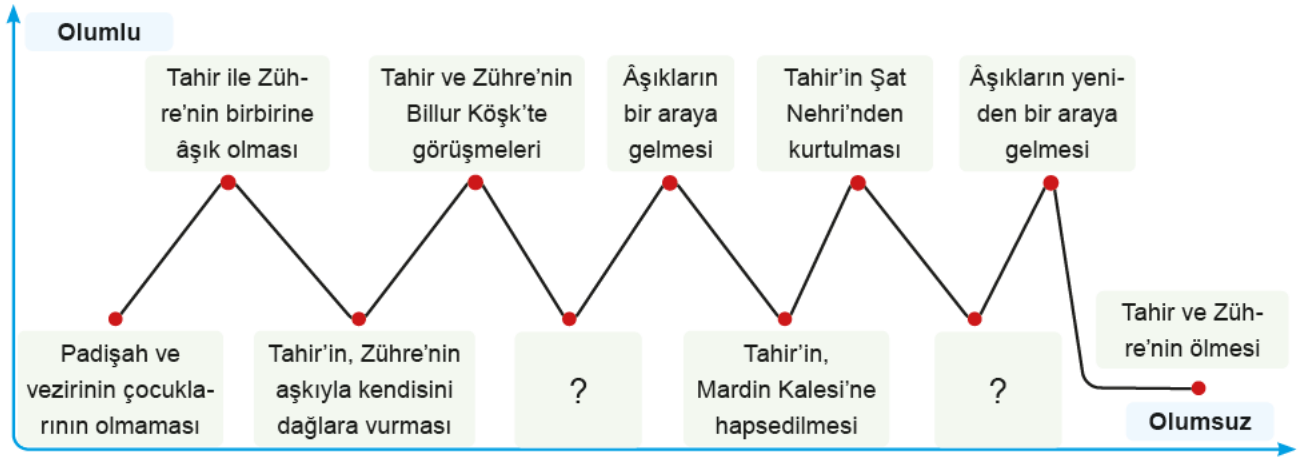 Olumlu
Tahir ile Züh-
re’nin birbirine
âşık olması
Tahir ve Zühre’nin
Billur Köşk’te
görüşmeleri
Âşıkların
bir araya
gelmesi
Tahir’in Şat
Nehri’nden
kurtulması
Âşıkların yeni-
den bir araya
gelmesi
Padişah ve
vezirinin çocukla-
rının olmaması
Tahir’in, Zühre’nin
aşkıyla kendisini
dağlara vurması
?
Tahir’in,
Mardin Kalesi’ne
hapsedilmesi
?
Tahir ve Züh-
re’nin ölmesi
Olumsuz